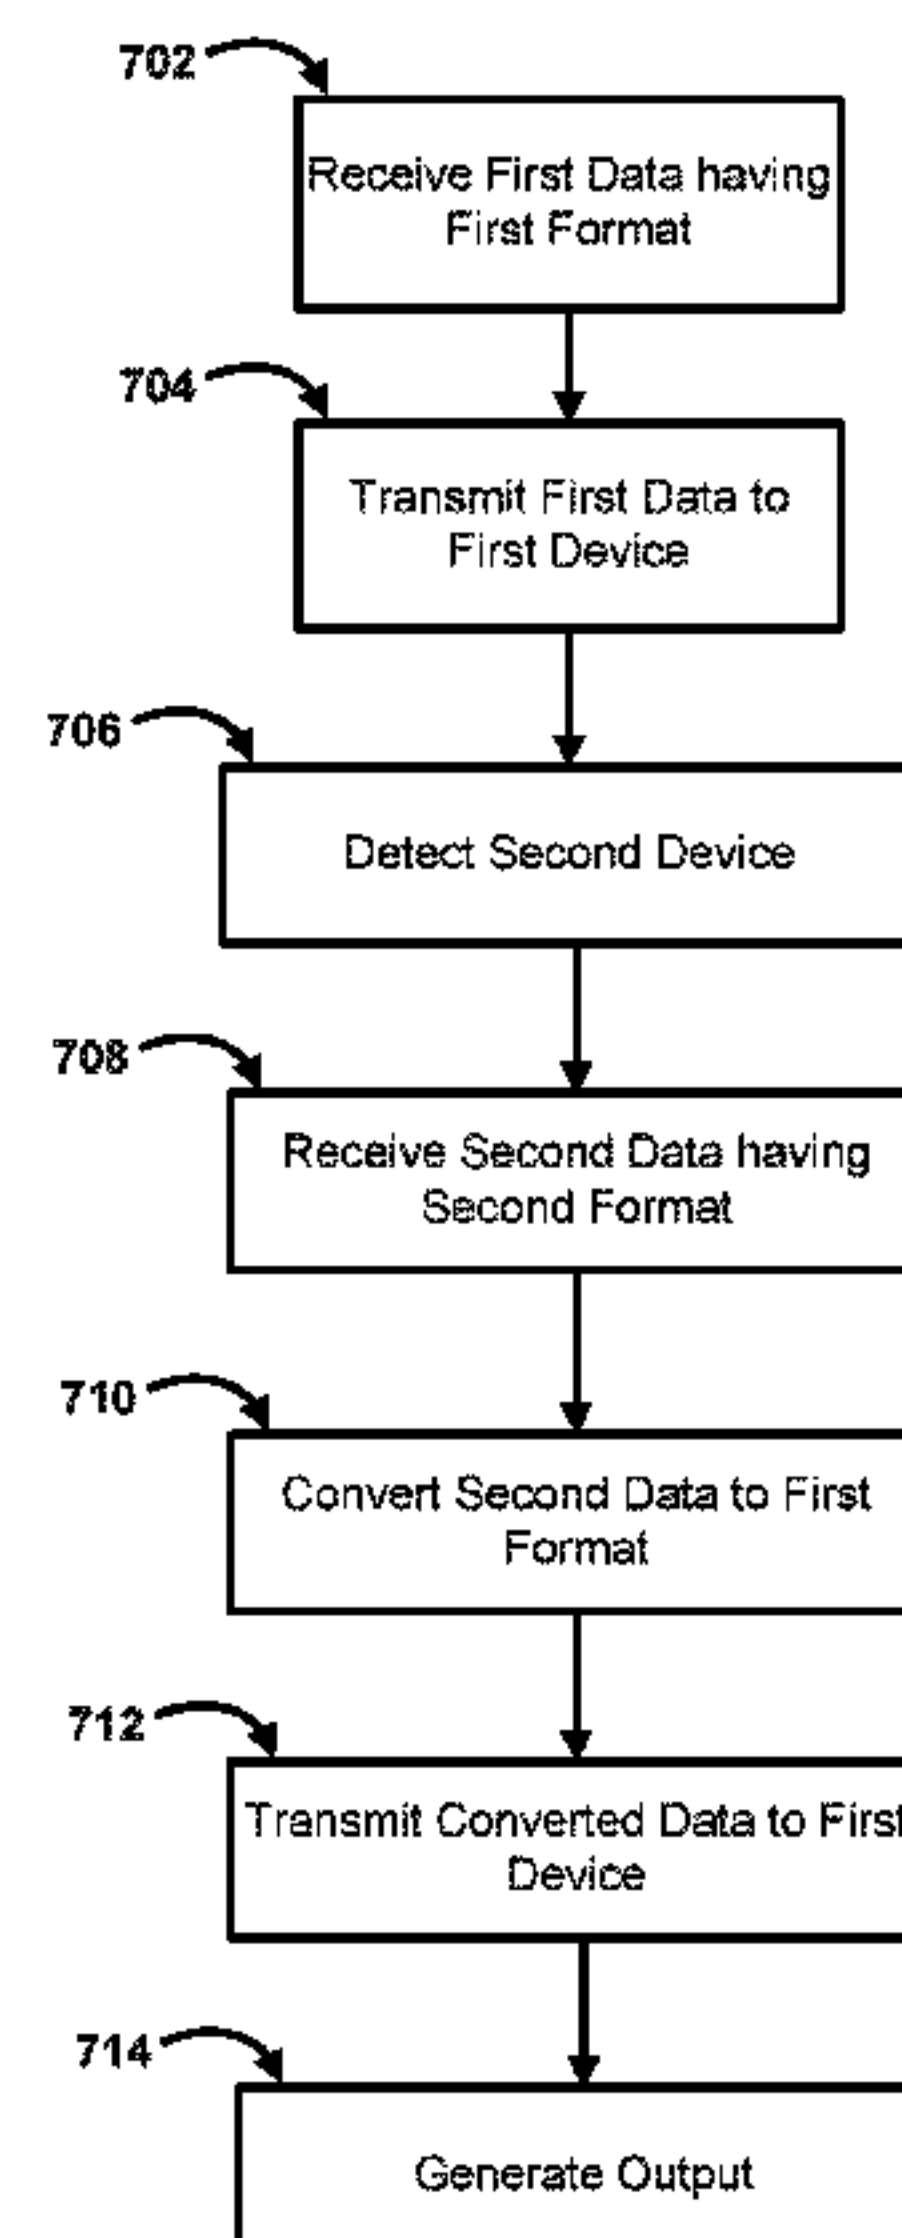 702
Receive First Data having
First Format
704
Transmit First Data to
First Device
706
Detect Second Device
708
Receive Second Data having
Second Format
710
Convert Second Data to First
Format
712
Transmit Converted Data to First
Device
714
Generate Output